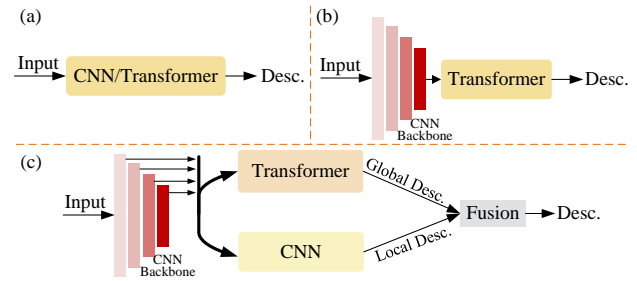 (a)
Input
CNN/Transformer
Desc.
(b)
Input
CNN
Backbone
Transformer
Desc.
(c)
Input
CNN
Backbone
Transformer
Global Desc.
CNN
Local Desc.
Fusion
Desc.